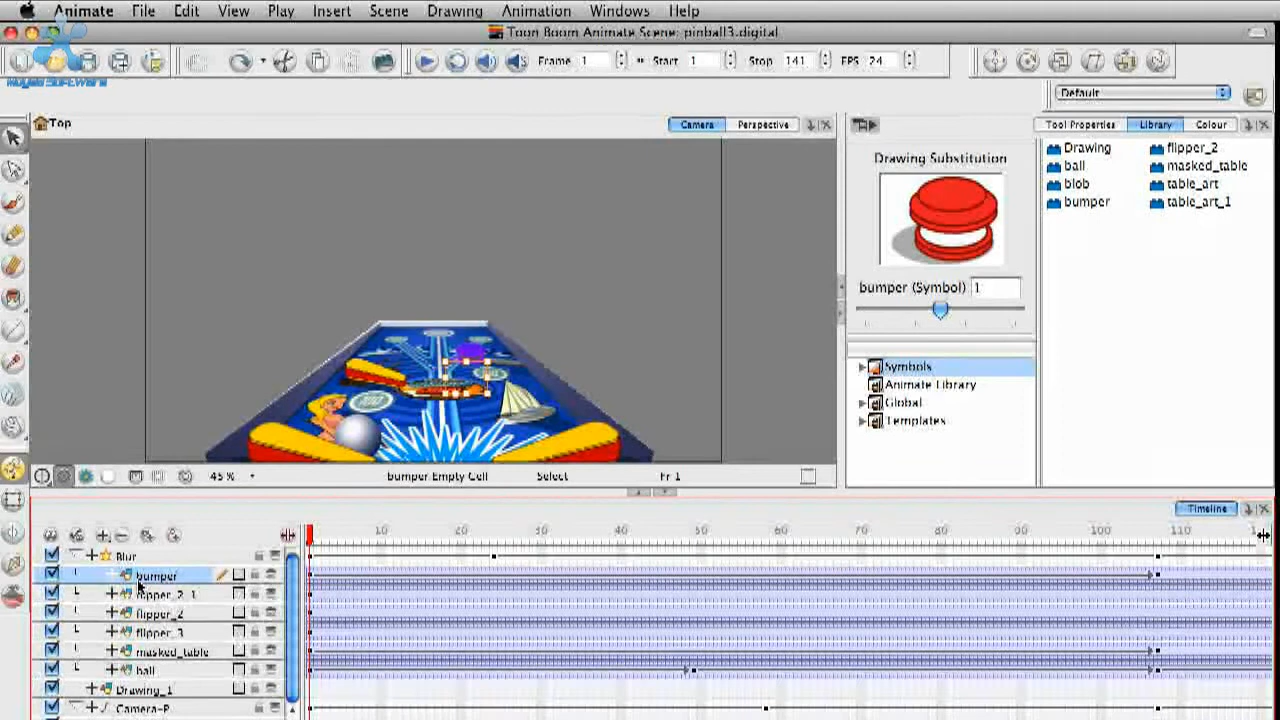 Animate File Edit View Play Insert Scene Drawing Animation Windows Help
Toon Boom Animate Scene: pinball3.digital
Frame 1 Start 1 Stop 141 FPS 24
Default
Top Camera Perspective Tool Properties Library Colour
Drawing Substitution
bumper (Symbol) 1
Drawing flipper_2
ball masked_table
blob table_art
bumper table_art_1
Symbols
Animate Library
Global
Templates
45 % bumper Empty Cell Select Fr 1
Timeline
10 20 30 40 50 60 70 80 90 100 110
Blur
bumper
flipper_2_1
flipper_2
flipper_3
masked_table
ball
Drawing_1
Camera-P